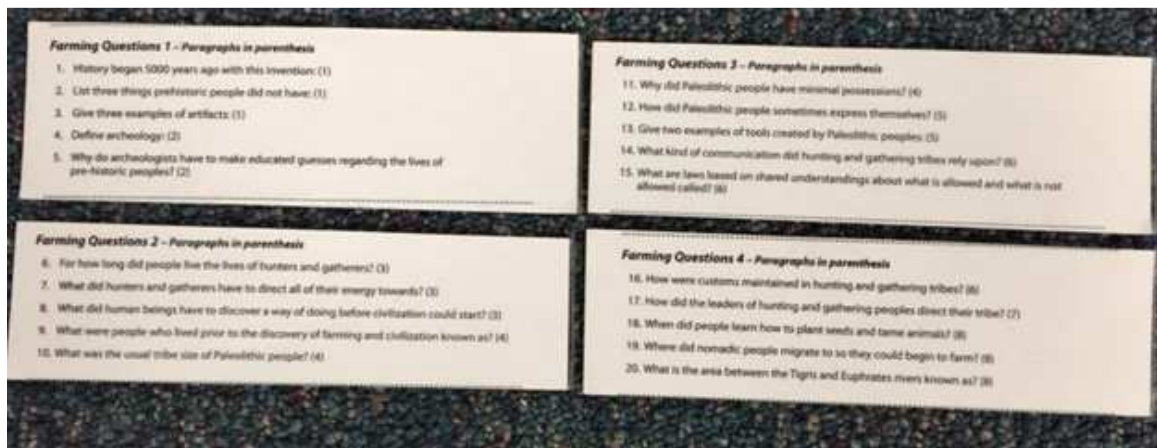 Farming Questions 1 – Paragraphs in parenthesis
1. History began 5000 years ago with this invention: (1)
2. List three things prehistoric people did not have: (1)
3. Give three examples of artifacts: (1)
4. Define archeology: (2)
5. Why do archeologists have to make educated guesses regarding the lives of
pre-historic peoples? (2)
Farming Questions 2 – Paragraphs in parenthesis
6. For how long did people live the lives of hunters and gatherers? (3)
7. What did hunters and gatherers have to direct all of their energy towards? (3)
8. What did human beings have to discover a way of doing before civilization could start? (3)
9. What were people who lived prior to the discovery of farming and civilization known as? (4)
10. What was the usual tribe size of Paleolithic people? (4)
Farming Questions 3 – Paragraphs in parenthesis
11. Why did Paleolithic people have minimal possessions? (4)
12. How did Paleolithic people sometimes express themselves? (5)
13. Give two examples of tools created by Paleolithic peoples: (5)
14. What kind of communication did hunting and gathering tribes rely upon? (6)
15. What are laws based on shared understandings about what is allowed and what is not
allowed called? (6)
Farming Questions 4 – Paragraphs in parenthesis
16. How were customs maintained in hunting and gathering tribes? (6)
17. How did the leaders of hunting and gathering peoples direct their tribe? (7)
18. When did people learn how to plant seeds and tame animals? (8)
19. Where did nomadic people migrate to so they could begin to farm? (8)
20. What is the area between the Tigris and Euphrates rivers known as? (8)